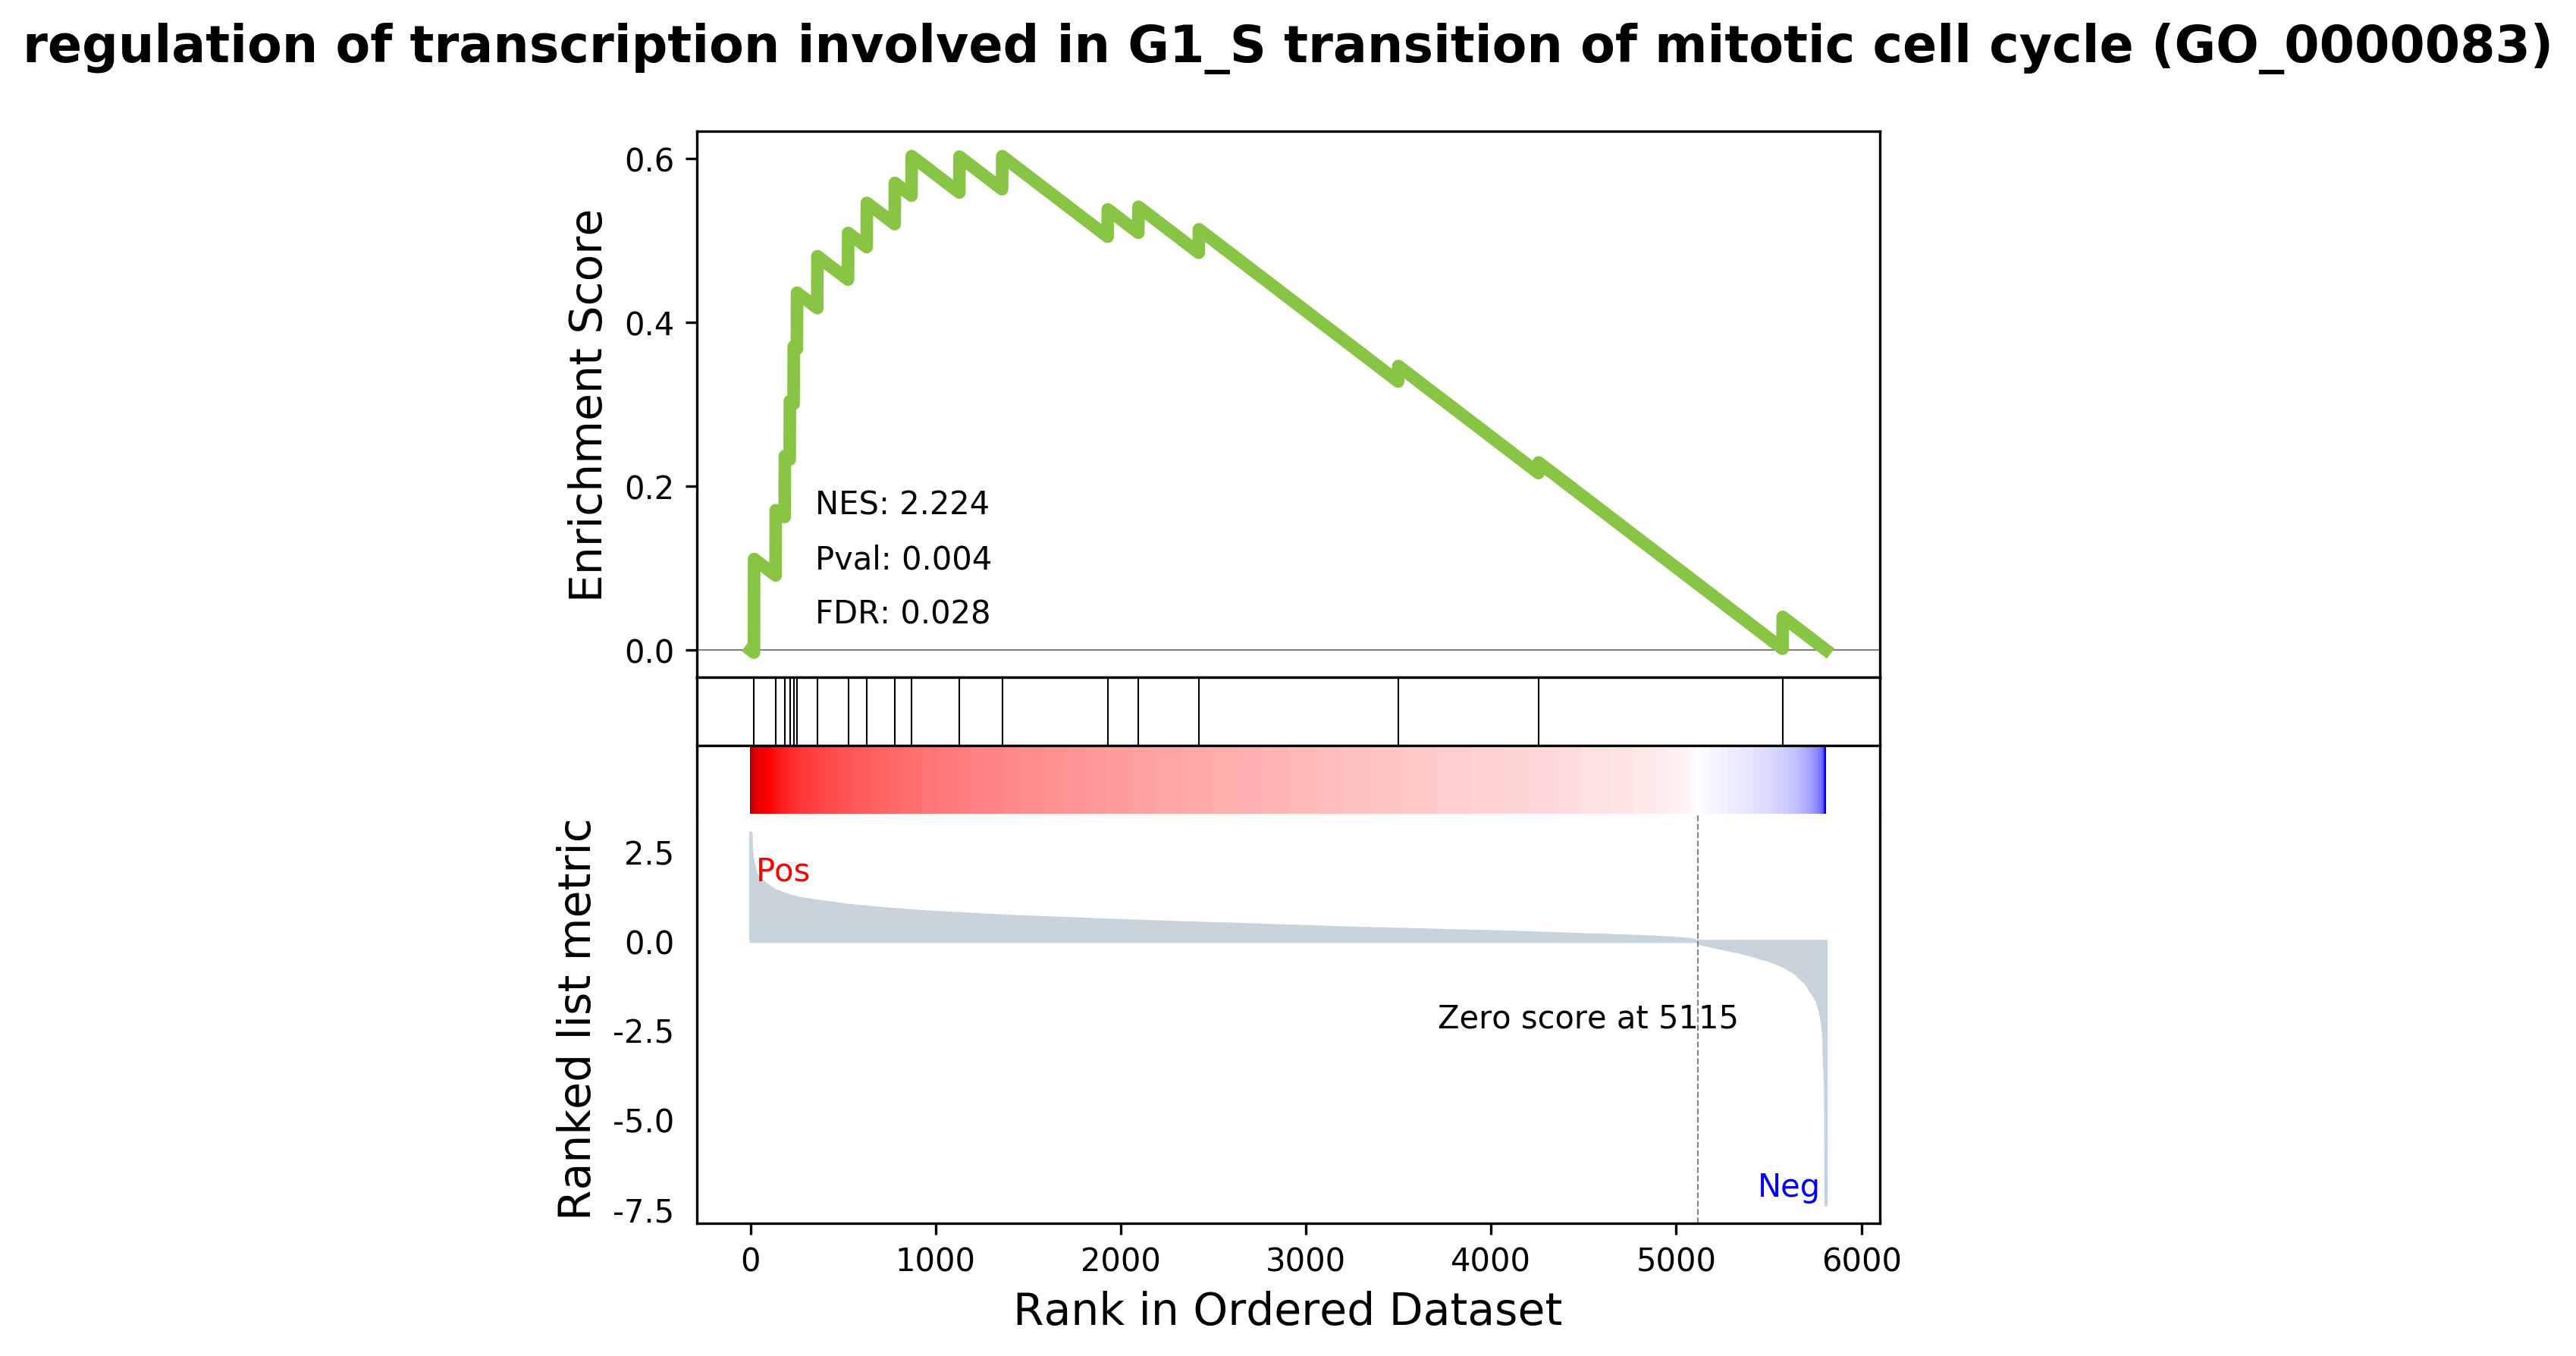 regulation of transcription involved in G1_S transition of mitotic cell cycle (GO_0000083)
Enrichment Score
0.6
0.4
0.2
0.0
NES: 2.224
Pval: 0.004
FDR: 0.028
Ranked list metric
2.5
0.0
-2.5
-5.0
-7.5
Pos
Zero score at 5115
Neg
0 1000 2000 3000 4000 5000 6000
Rank in Ordered Dataset